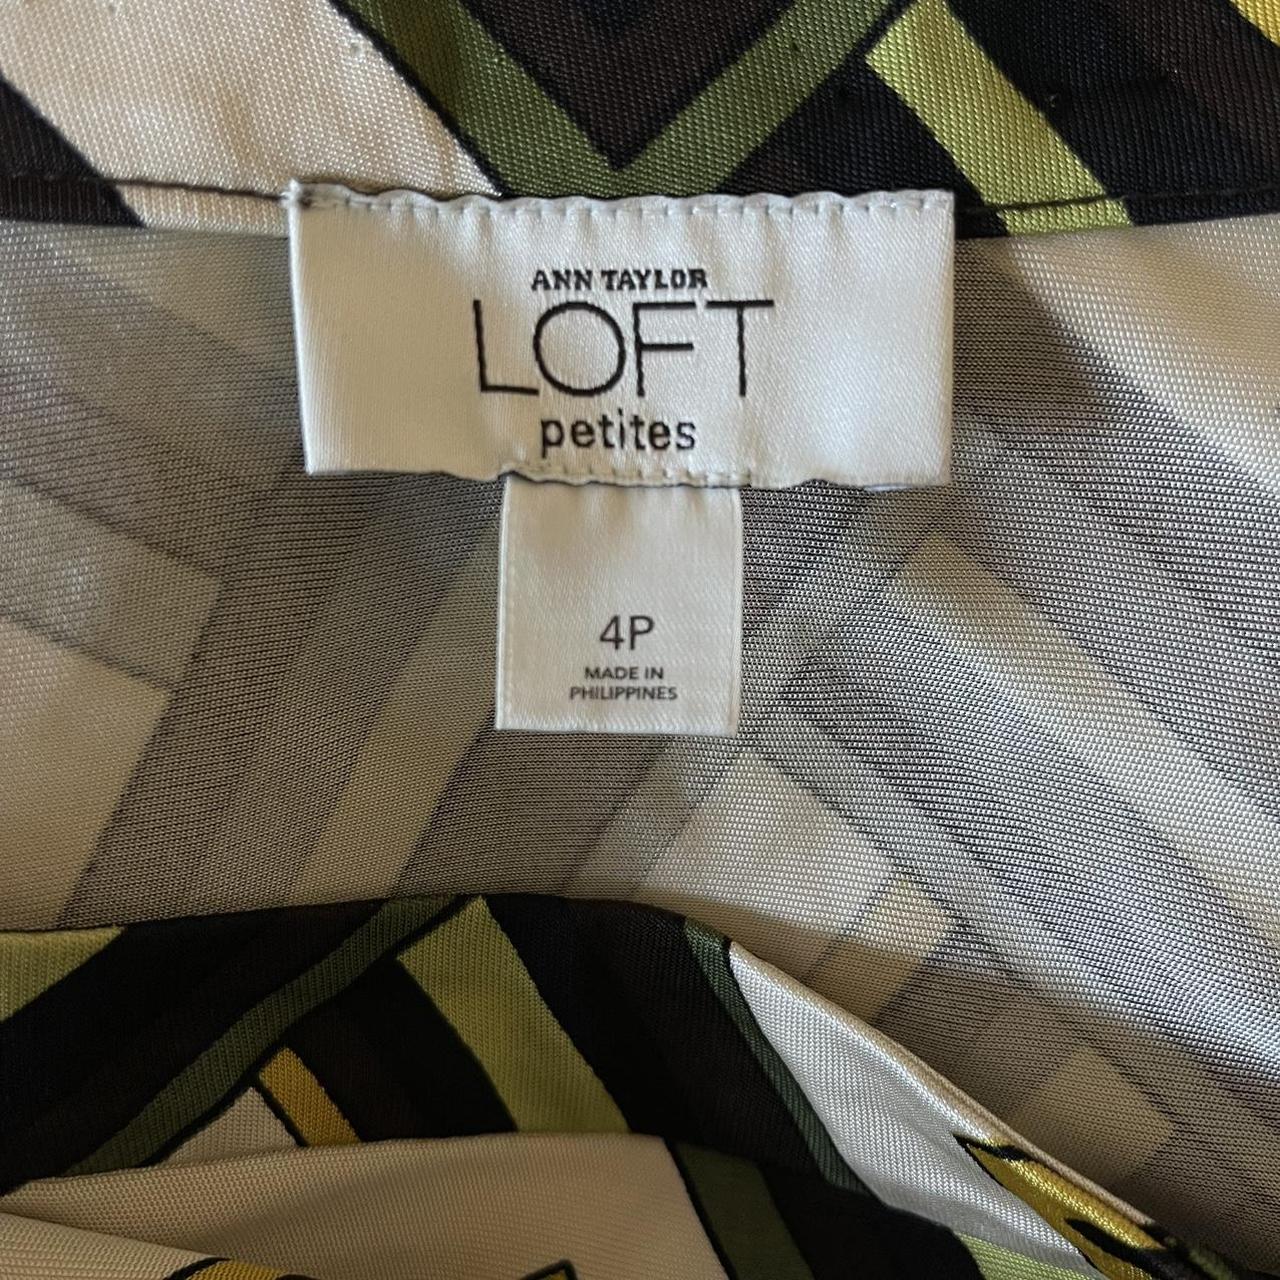 ANN TAYLOR
LOFT
petites
4P
MADE IN
PHILIPPINES